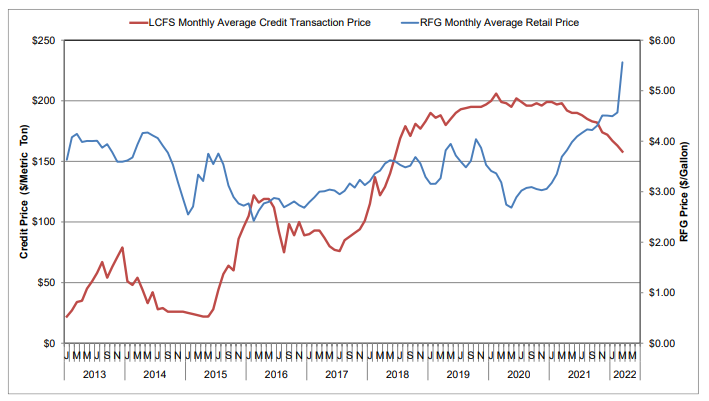 LCFS Monthly Average Credit Transaction Price
RFG Monthly Average Retail Price
Credit Price ($/Metric Ton)
$250
$200
$150
$100
$50
$0
$6.00
$5.00
$4.00
$3.00
$2.00
$1.00
$0.00
RFG Price ($/Gallon)
J M M J S N J M M J S N J M M J S N J M M J S N J M M J S N J M M J S N J M M J S N J M M J S N J M M J S N J M M
2013 2014 2015 2016 2017 2018 2019 2020 2021 2022